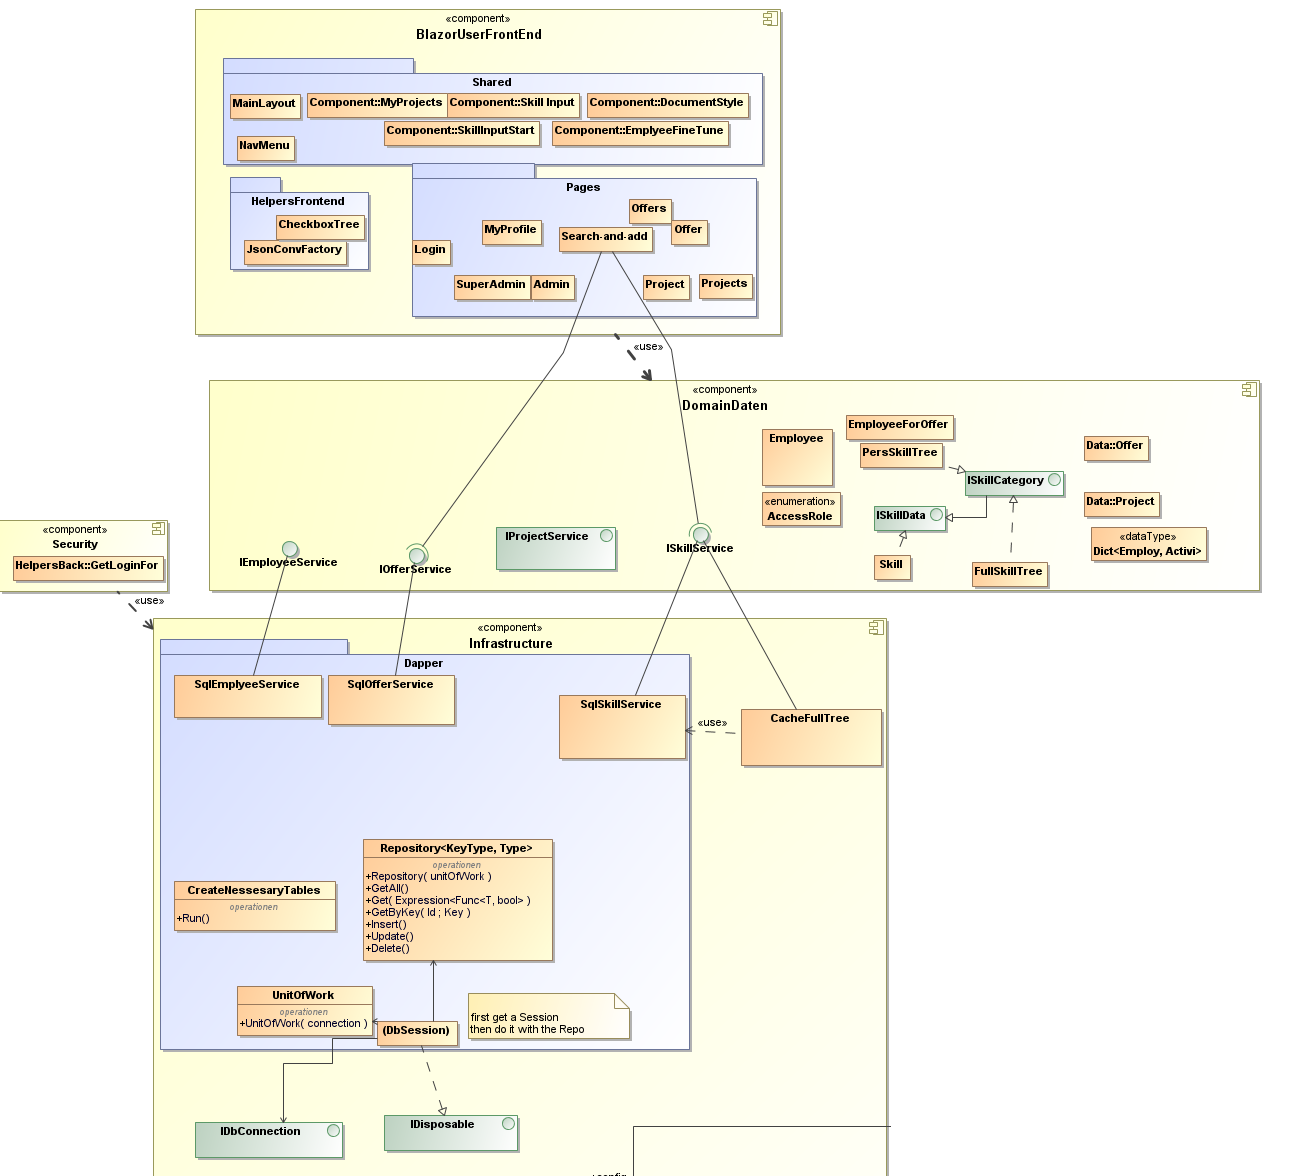 «component»
BlazorUserFrontEnd
Shared
MainLayout
Component::MyProjects
Component::Skill Input
Component::DocumentStyle
Component::SkillInputStart
Component::EmplyeeFineTune
NavMenu
HelpersFrontend
CheckboxTree
JsonConvFactory
Pages
Offers
MyProfile
Search-and-add
Offer
Login
SuperAdmin
Admin
Project
Projects
«use»
«component»
DomainDaten
Employee
EmployeeForOffer
PersSkillTree
Data::Offer
ISkillCategory
«enumeration»
AccessRole
ISkillData
Data::Project
«dataType»
Dict<Employ, Activi>
Skill
FullSkillTree
IEmployeeService
IOfferService
IProjectService
ISkillService
«component»
Security
HelpersBack::GetLoginFor
«use»
«component»
Infrastructure
Dapper
SqlEmplyeeService
SqlOfferService
SqlSkillService
«use»
CacheFullTree
Repository<KeyType, Type>
operationen
+Repository( unitOfWork )
+GetAll()
+Get( Expression<Func<T, bool> )
+GetByKey( Id ; Key )
+Insert()
+Update()
+Delete()
CreateNessesaryTables
operationen
+Run()
UnitOfWork
operationen
+UnitOfWork( connection )
(DbSession)
first get a Session
then do it with the Repo
IDbConnection
IDisposable